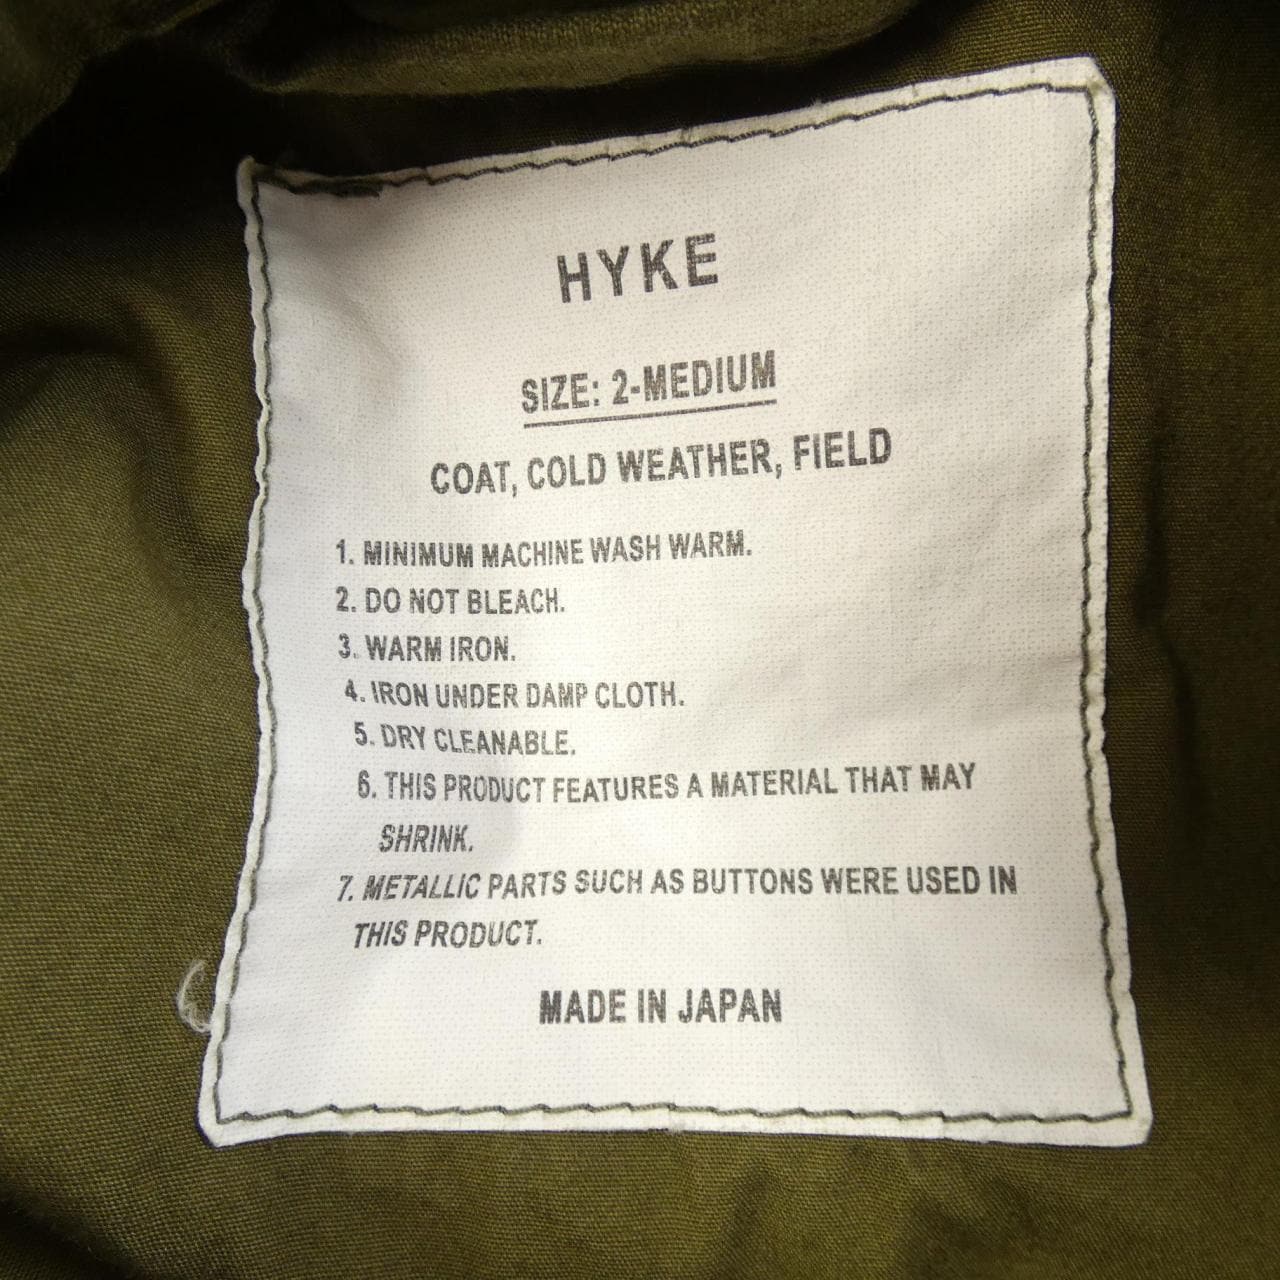 HYKE
SIZE: 2-MEDIUM
COAT, COLD WEATHER, FIELD
1. MINIMUM MACHINE WASH WARM.
2. DO NOT BLEACH.
3. WARM IRON.
4. IRON UNDER DAMP CLOTH.
5. DRY CLEANABLE.
6. THIS PRODUCT FEATURES A MATERIAL THAT MAY
SHRINK.
7. METALLIC PARTS SUCH AS BUTTONS WERE USED IN
THIS PRODUCT.
MADE IN JAPAN